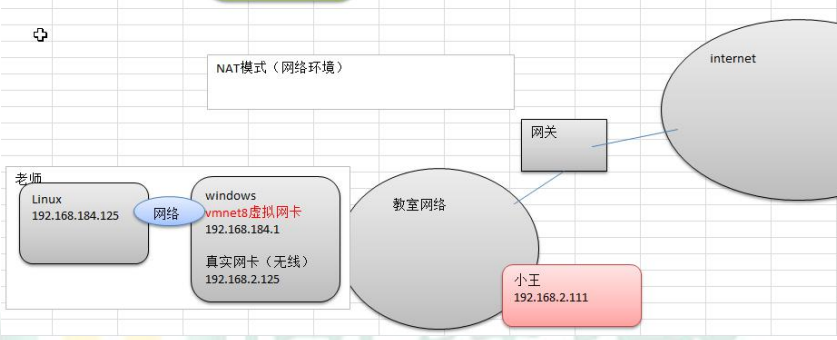 internet
NAT模式（网络环境）
网关
老师
Linux
192.168.184.125
网络
windows
vmnet8虚拟网卡
192.168.184.1
真实网卡（无线）
192.168.2.125
教室网络
小王
192.168.2.111